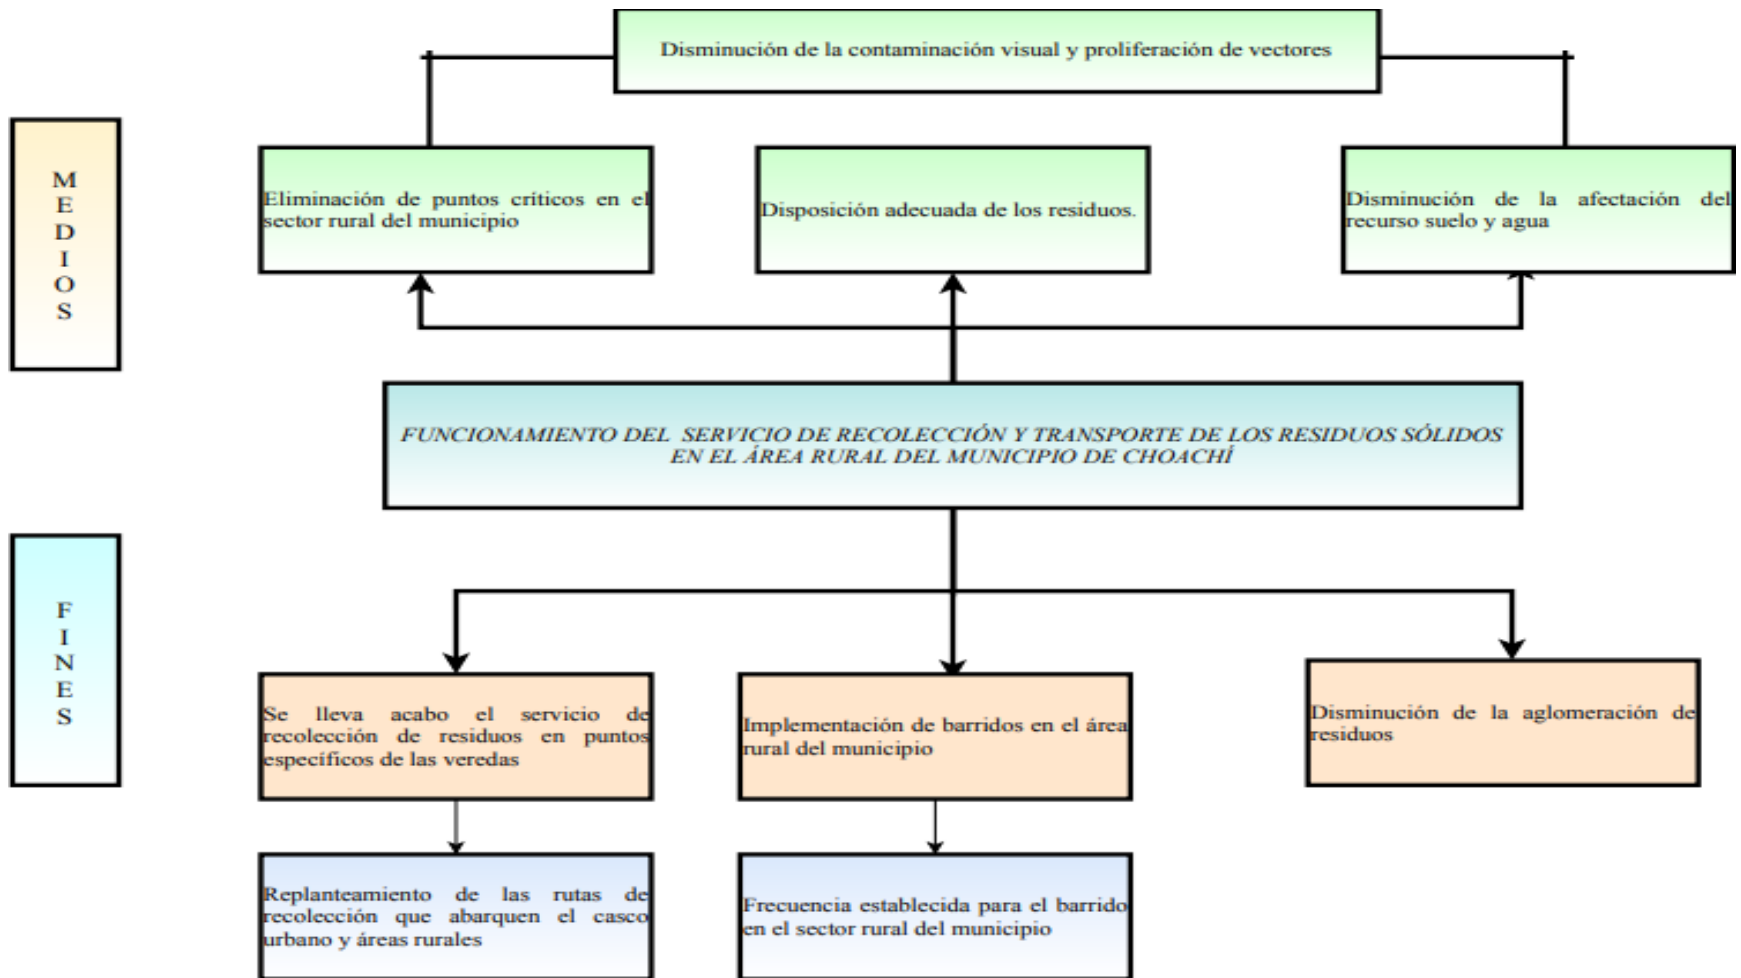 Disminución de la contaminación visual y proliferación de vectores
M
E
D
I
O
S
Eliminación de puntos críticos en el
sector rural del municipio
Disposición adecuada de los residuos.
Disminución de la afectación del
recurso suelo y agua
FUNCIONAMIENTO DEL SERVICIO DE RECOLECCIÓN Y TRANSPORTE DE LOS RESIDUOS SÓLIDOS
EN EL ÁREA RURAL DEL MUNICIPIO DE CHOACHÍ
F
I
N
E
S
Se lleva acabo el servicio de
recolección de residuos en puntos
específicos de las veredas
Implementación de barridos en el área
rural del municipio
Disminución de la aglomeración de
residuos
Replanteamiento de las rutas de
recolección que abarquen el casco
urbano y áreas rurales
Frecuencia establecida para el barrido
en el sector rural del municipio